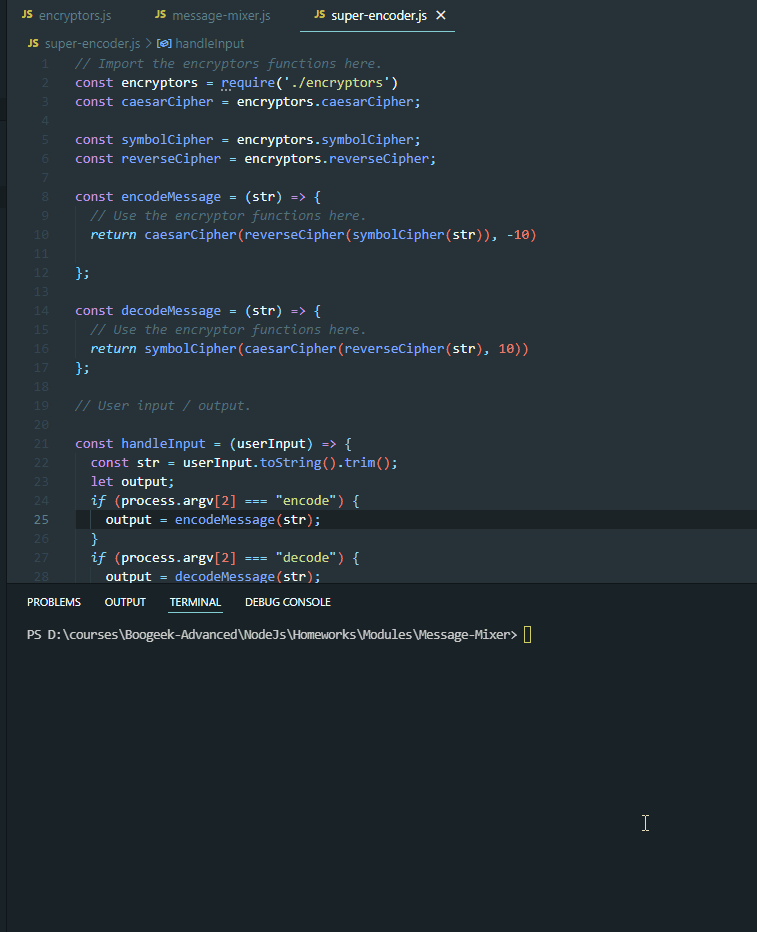 JS encryptors.js JS message-mixer.js JS super-encoder.js ×
JS super-encoder.js > handleInput
1 // Import the encryptors functions here.
2 const encryptors = require('./encryptors')
3 const caesarCipher = encryptors.caesarCipher;
4
5 const symbolCipher = encryptors.symbolCipher;
6 const reverseCipher = encryptors.reverseCipher;
7
8 const encodeMessage = (str) => {
9 // Use the encryptor functions here.
10 return caesarCipher(reverseCipher(symbolCipher(str)), -10)
11
12 };
13
14 const decodeMessage = (str) => {
15 // Use the encryptor functions here.
16 return symbolCipher(caesarCipher(reverseCipher(str), 10))
17 };
18
19 // User input / output.
20
21 const handleInput = (userInput) => {
22 const str = userInput.toString().trim();
23 let output;
24 if (process.argv[2] === "encode") {
25 output = encodeMessage(str);
26 }
27 if (process.argv[2] === "decode") {
28 output = decodeMessage(str);
PROBLEMS OUTPUT TERMINAL DEBUG CONSOLE
PS D:\courses\Boogeek-Advanced\NodeJs\Homeworks\Modules\Message-Mixer>